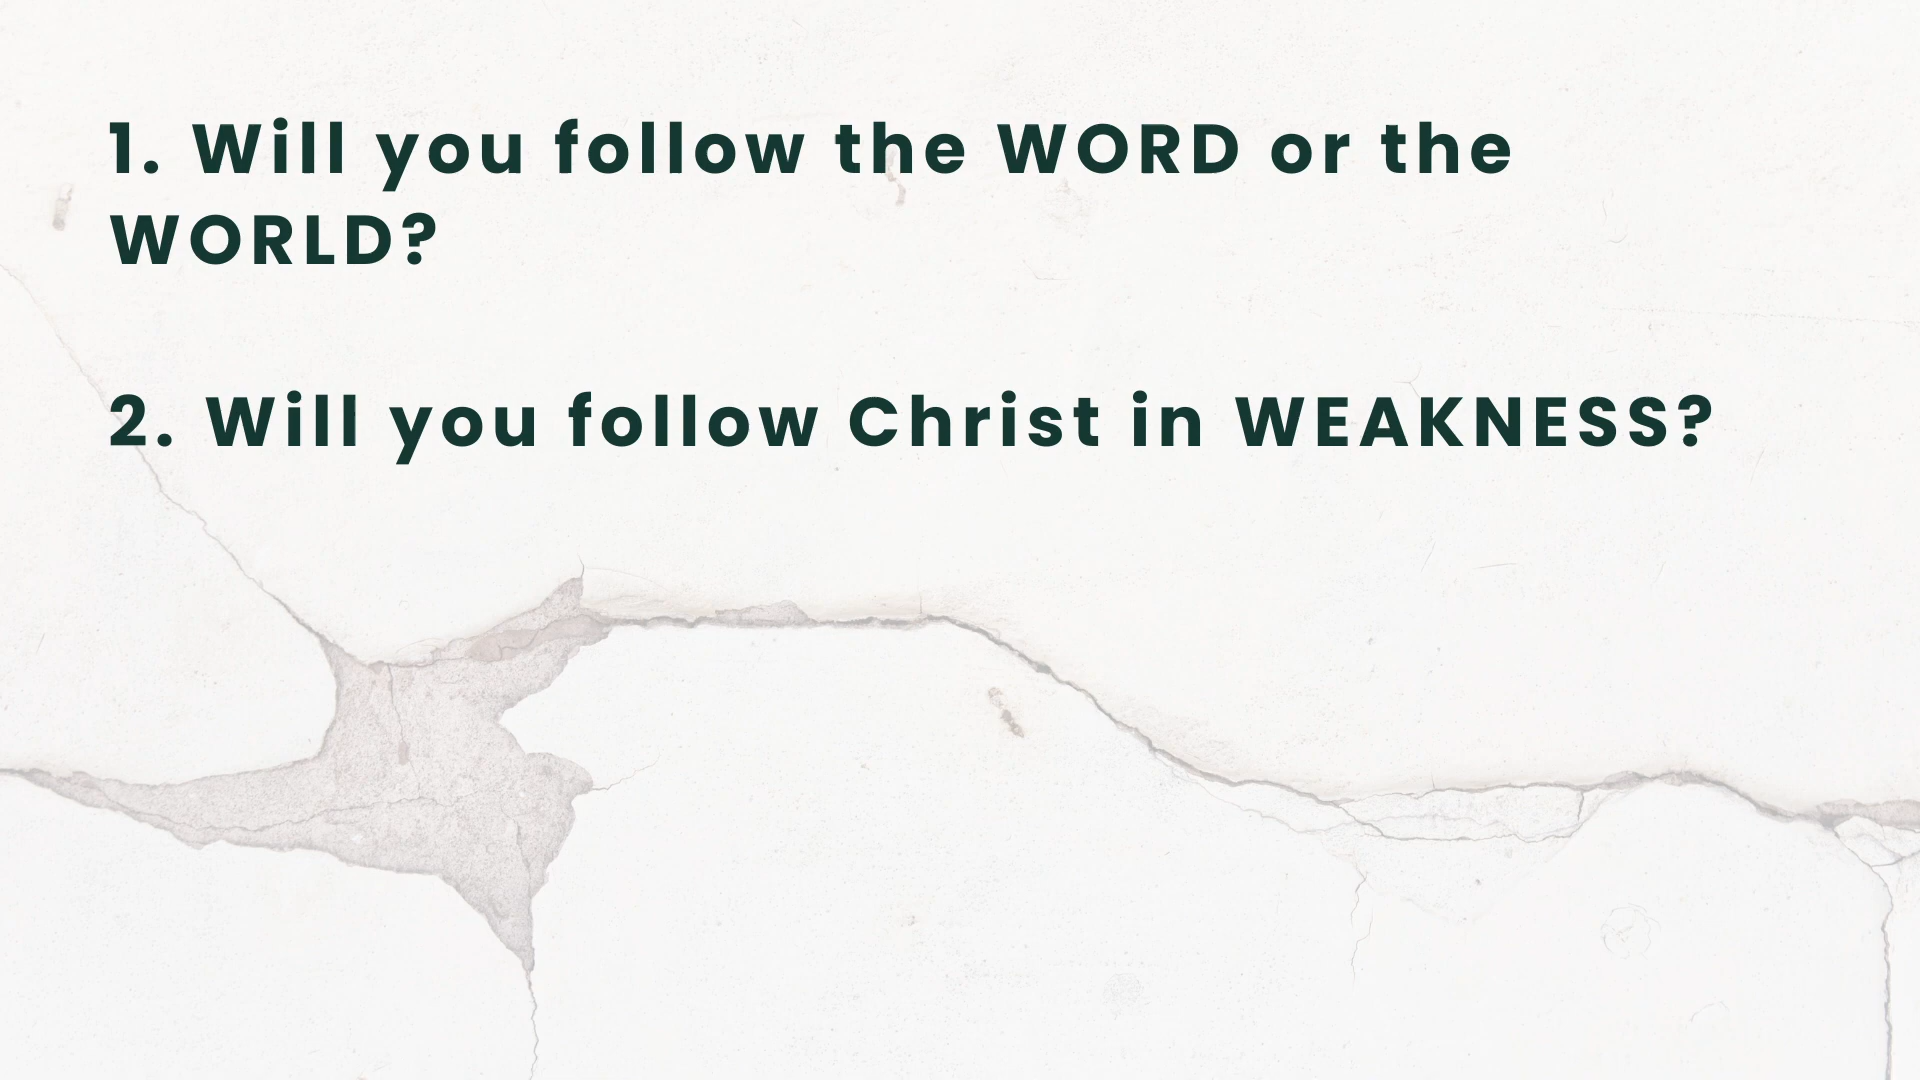 1. Will you follow the WORD or the
WORLD?
2. Will you follow Christ in WEAKNESS?